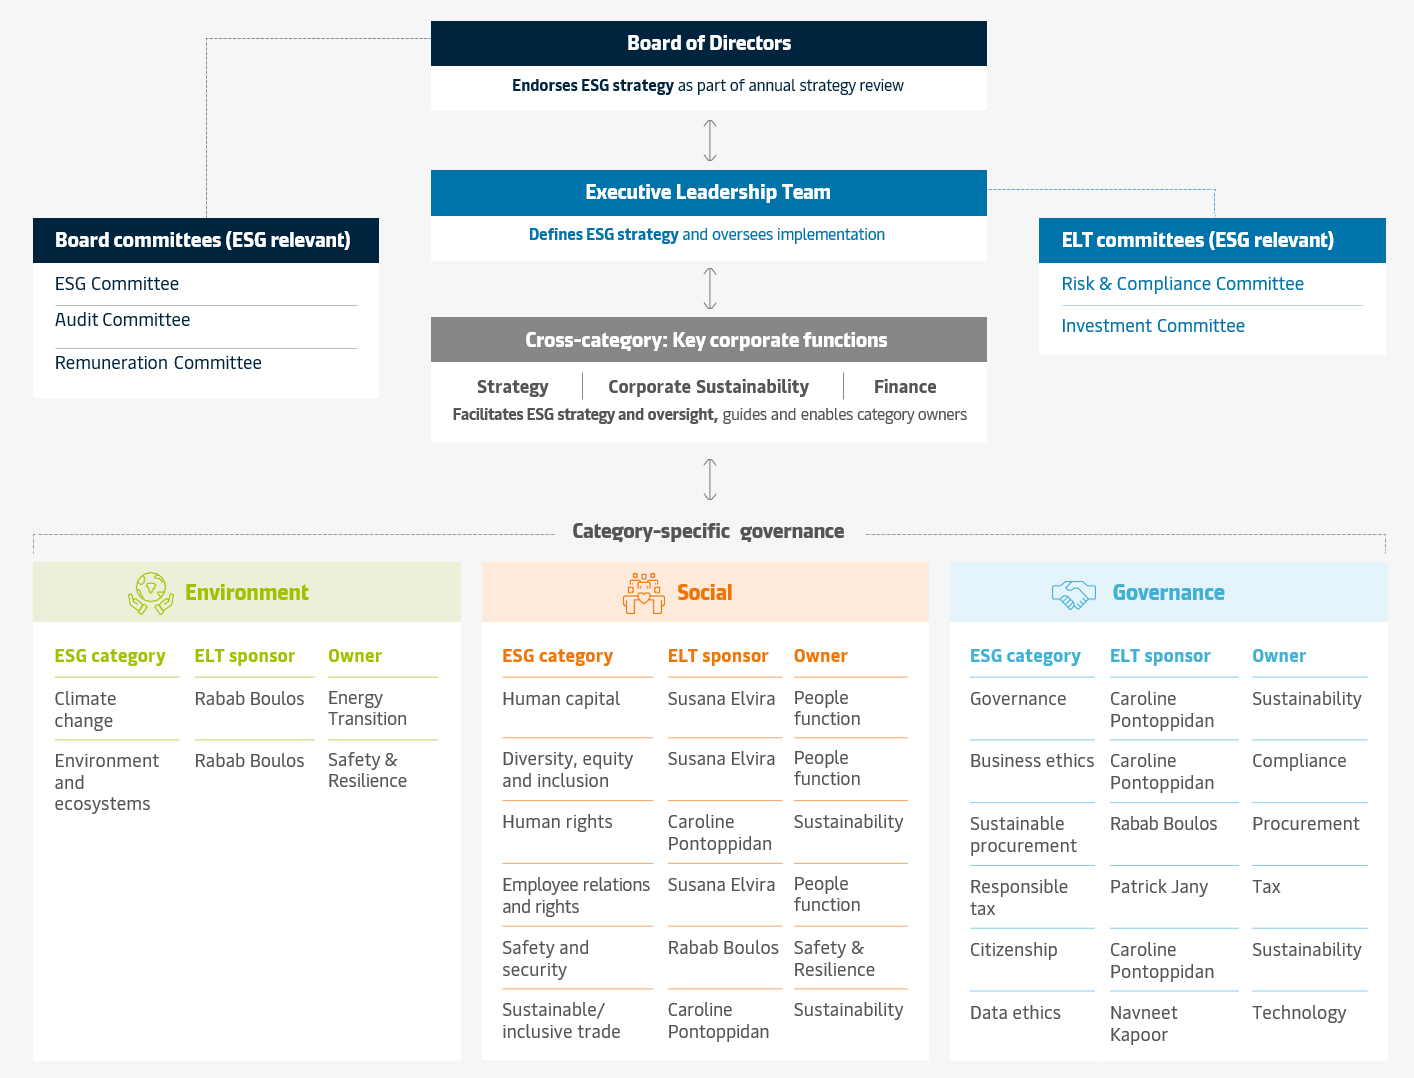 Board of Directors
Endorses ESG strategy as part of annual strategy review
Executive Leadership Team
Defines ESG strategy and oversees implementation
Board committees (ESG relevant)
ESG Committee
Audit Committee
Remuneration Committee
ELT committees (ESG relevant)
Risk & Compliance Committee
Investment Committee
Cross-category: Key corporate functions
Strategy
Corporate Sustainability
Finance
Facilitates ESG strategy and oversight, guides and enables category owners
Category-specific governance
Environment
ESG category
ELT sponsor
Owner
Climate
change
Rabab Boulos
Energy
Transition
Environment
and
ecosystems
Rabab Boulos
Safety &
Resilience
Social
ESG category
ELT sponsor
Owner
Human capital
Susana Elvira
People
function
Diversity, equity
and inclusion
Susana Elvira
People
function
Human rights
Caroline
Pontoppidan
Sustainability
Employee relations
and rights
Susana Elvira
People
function
Safety and
security
Rabab Boulos
Safety &
Resilience
Sustainable/
inclusive trade
Caroline
Pontoppidan
Sustainability
Governance
ESG category
ELT sponsor
Owner
Governance
Caroline
Pontoppidan
Sustainability
Business ethics
Caroline
Pontoppidan
Compliance
Sustainable
procurement
Rabab Boulos
Procurement
Responsible
tax
Patrick Jany
Tax
Citizenship
Caroline
Pontoppidan
Sustainability
Data ethics
Navneet
Kapoor
Technology